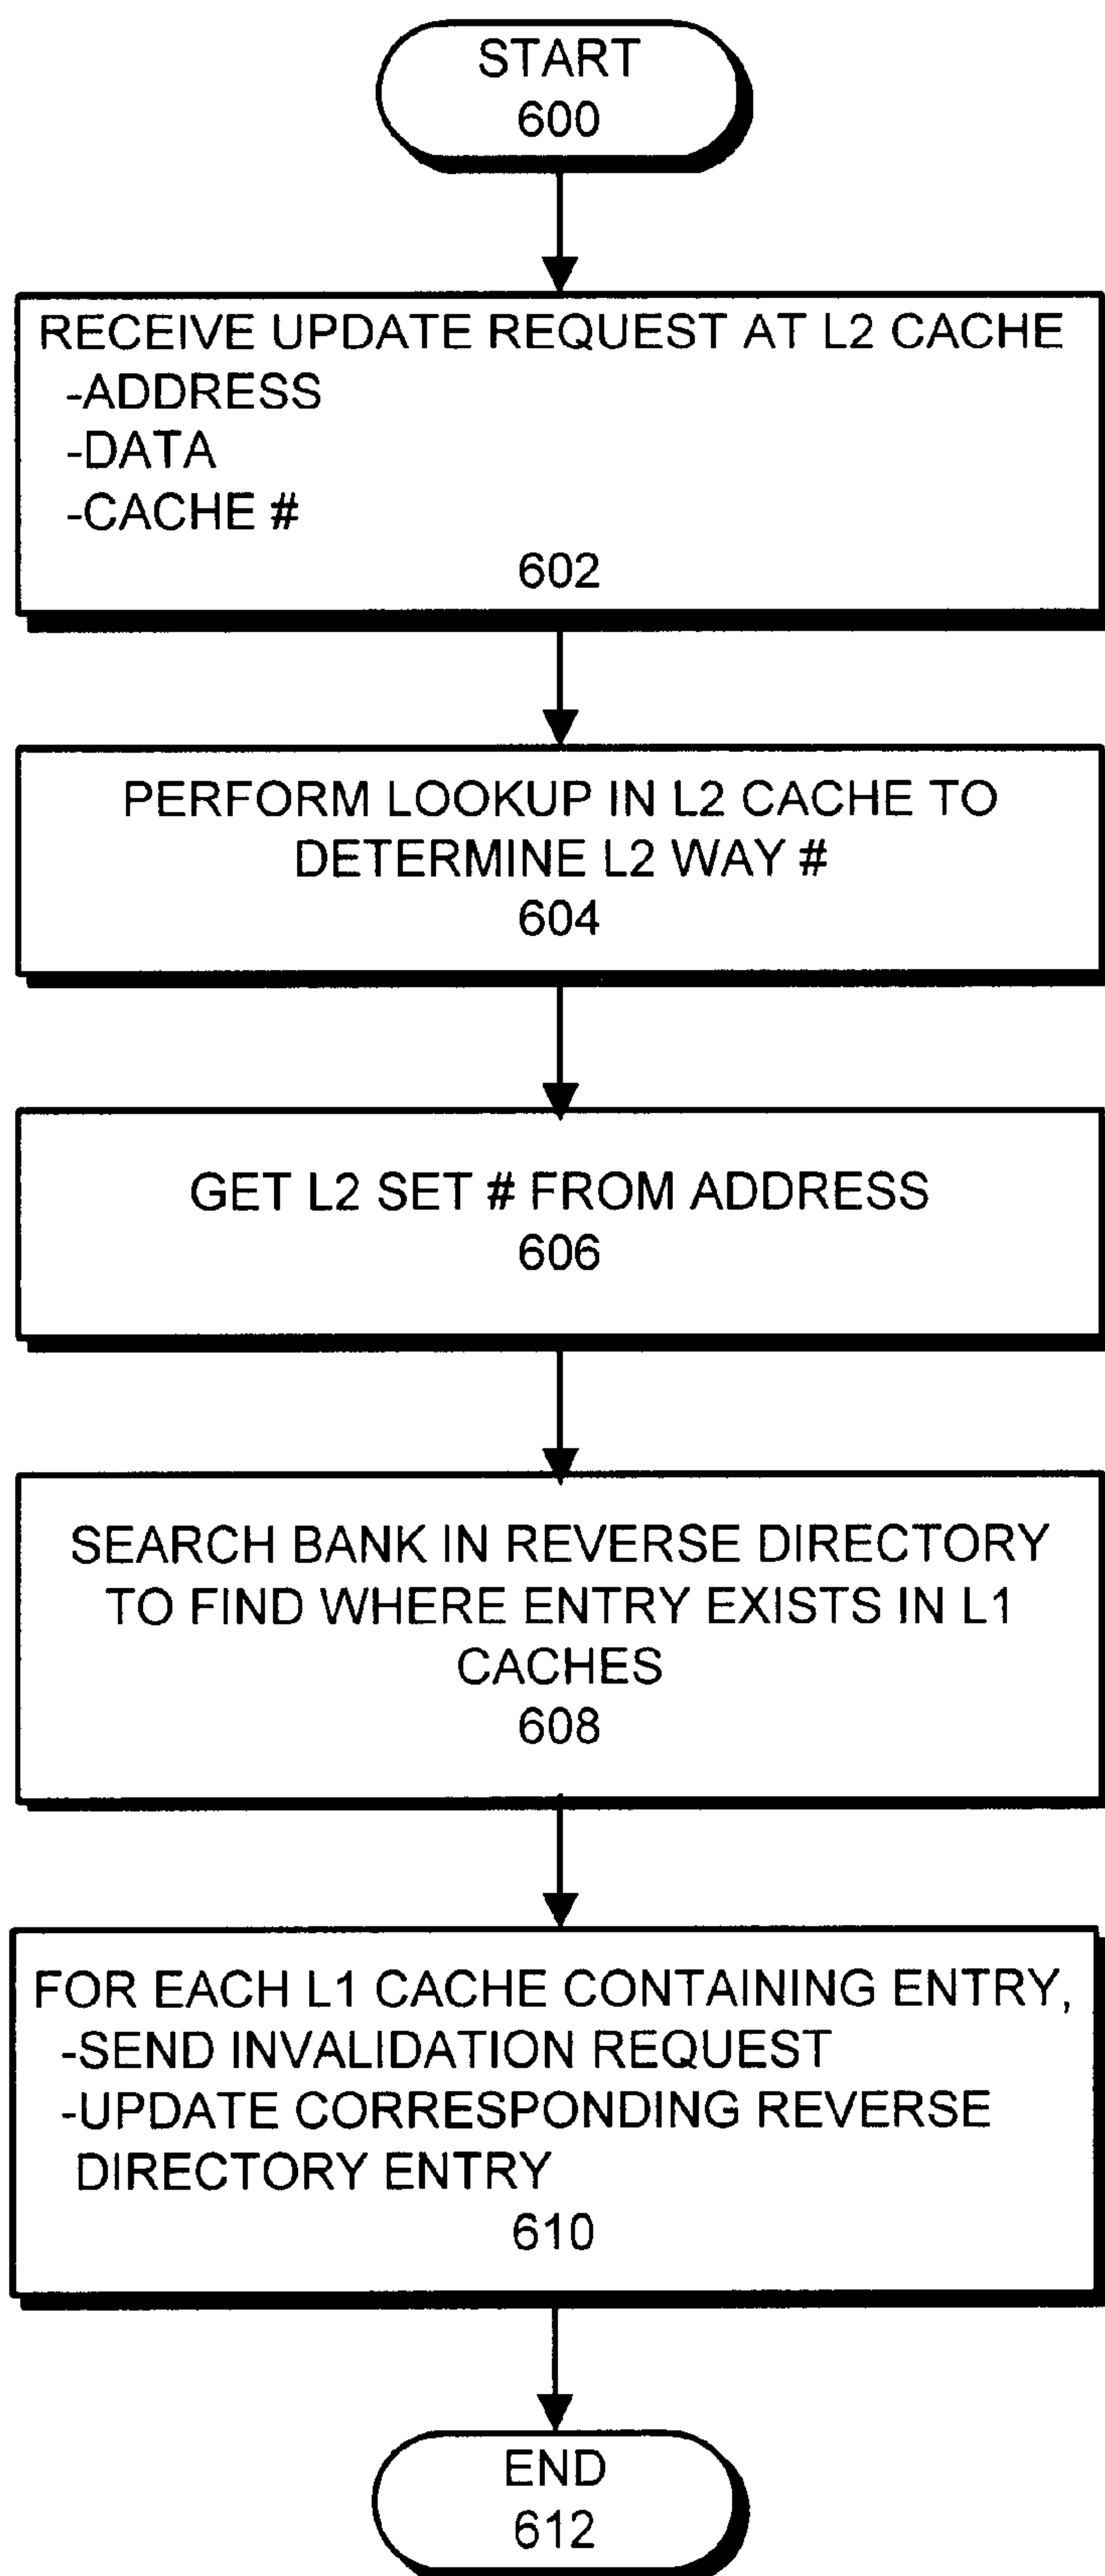 START
600
RECEIVE UPDATE REQUEST AT L2 CACHE
-ADDRESS
-DATA
-CACHE #
602
PERFORM LOOKUP IN L2 CACHE TO
DETERMINE L2 WAY #
604
GET L2 SET # FROM ADDRESS
606
SEARCH BANK IN REVERSE DIRECTORY
TO FIND WHERE ENTRY EXISTS IN L1
CACHES
608
FOR EACH L1 CACHE CONTAINING ENTRY,
-SEND INVALIDATION REQUEST
-UPDATE CORRESPONDING REVERSE
DIRECTORY ENTRY
610
END
612